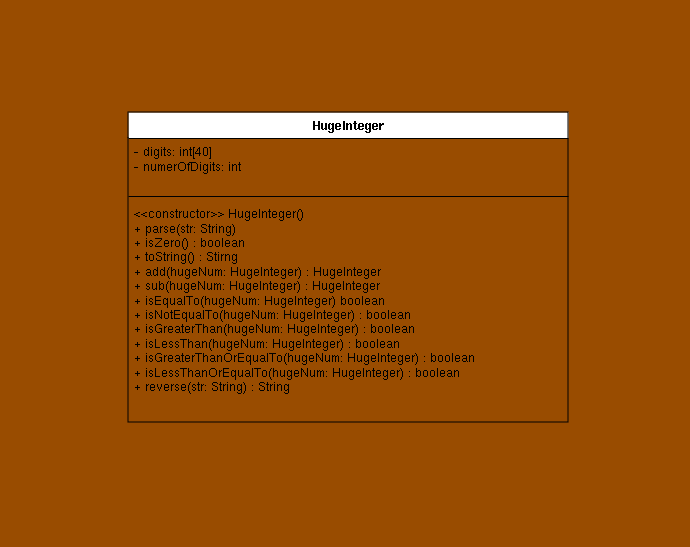 HugeInteger
- digits: int[40]
- numerOfDigits: int
<<constructor>> HugeInteger()
+ parse(str: String)
+ isZero() : boolean
+ toString() : Stirng
+ add(hugeNum: HugeInteger) : HugeInteger
+ sub(hugeNum: HugeInteger) : HugeInteger
+ isEqualTo(hugeNum: HugeInteger) boolean
+ isNotEqualTo(hugeNum: HugeInteger) : boolean
+ isGreaterThan(hugeNum: HugeInteger) : boolean
+ isLessThan(hugeNum: HugeInteger) : boolean
+ isGreaterThanOrEqualTo(hugeNum: HugeInteger) : boolean
+ isLessThanOrEqualTo(hugeNum: HugeInteger) : boolean
+ reverse(str: String) : String